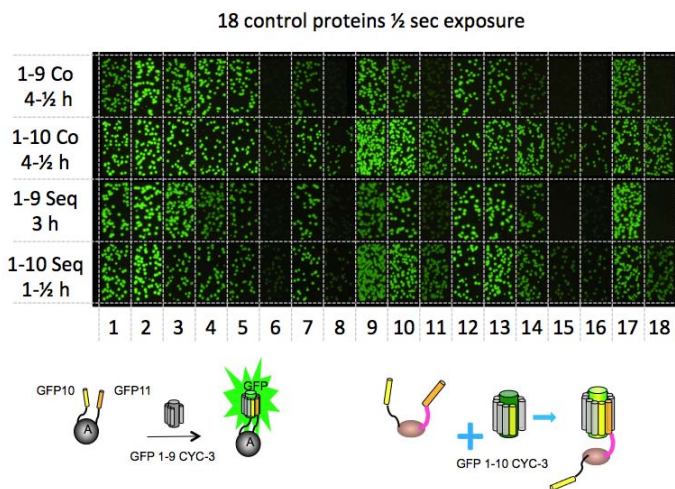 18 control proteins ½ sec exposure
1-9 Co
4-½ h
1-10 Co
4-½ h
1-9 Seq
3 h
1-10 Seq
1-½ h
1 2 3 4 5 6 7 8 9 10 11 12 13 14 15 16 17 18
GFP10 GFP11 GFP
A A
GFP 1-9 CYC-3
GFP 1-10 CYC-3